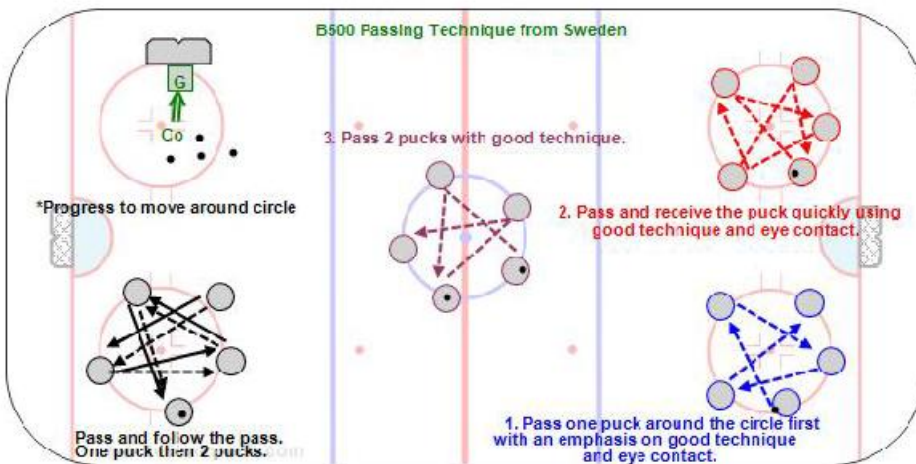 B500 Passing Technique from Sweden
G
Co
3. Pass 2 pucks with good technique.
*Progress to move around circle
2. Pass and receive the puck quickly using
good technique and eye contact.
Pass and follow the pass.
One puck then 2 pucks.
1. Pass one puck around the circle first
with an emphasis on good technique
and eye contact.